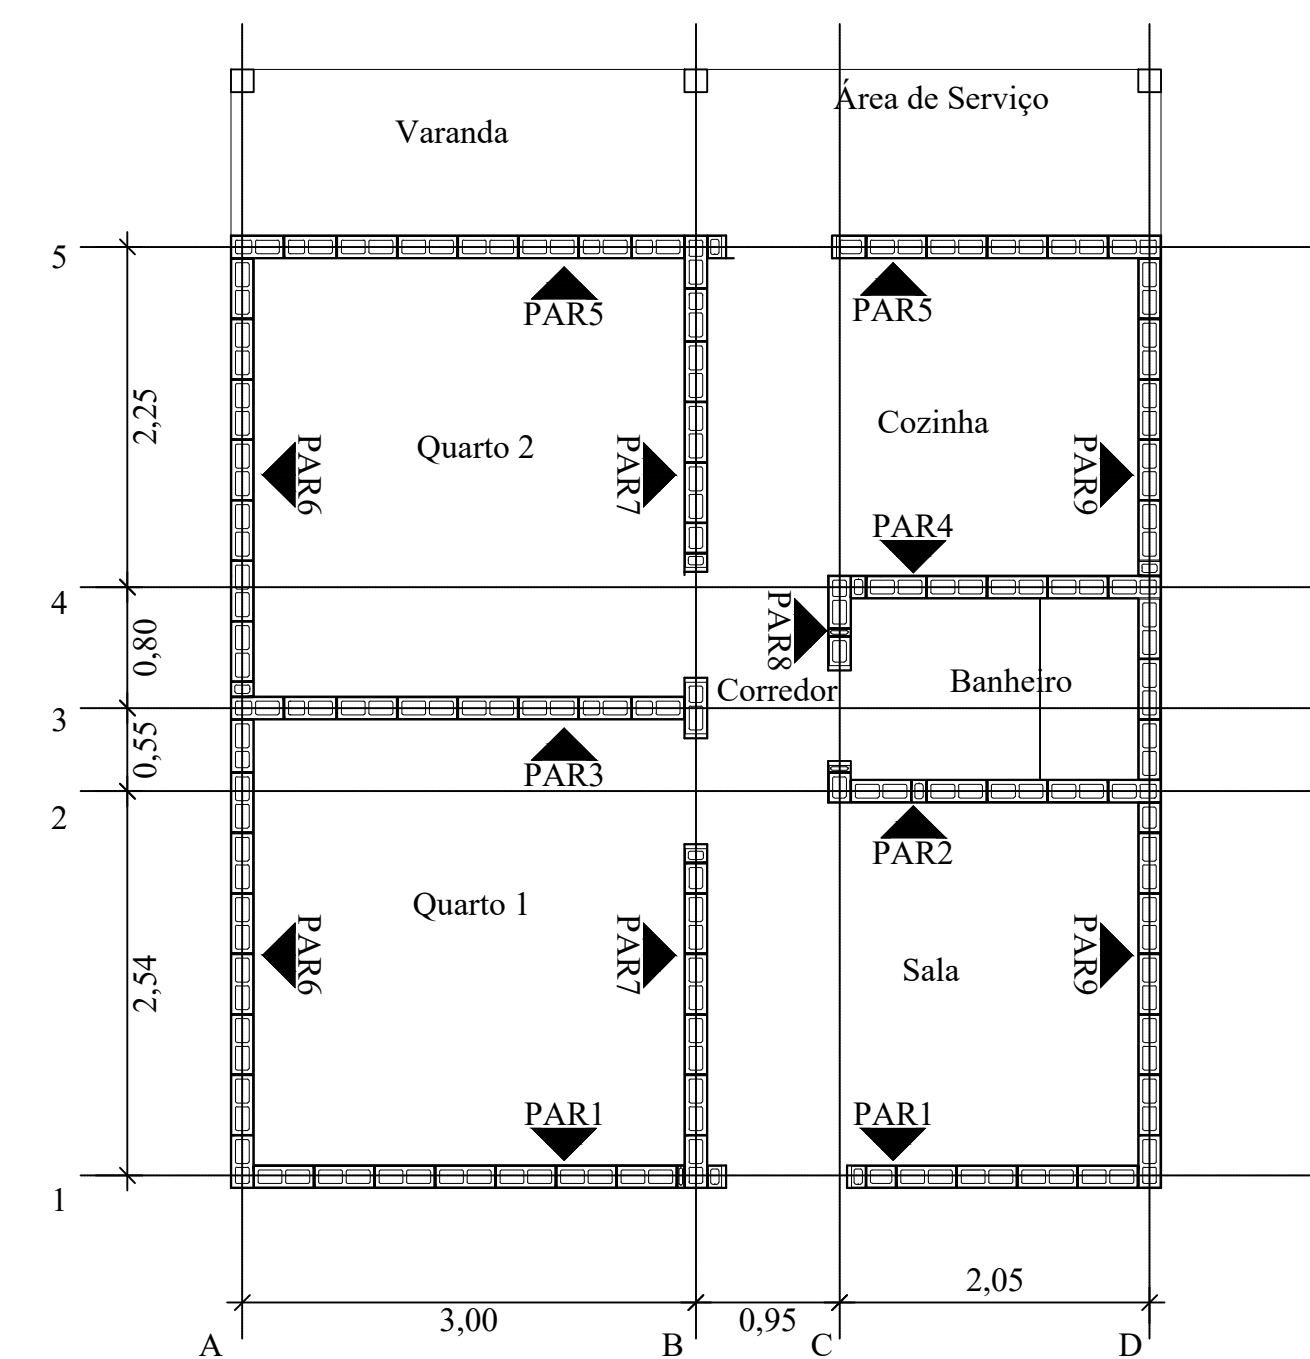 Área de Serviço
Varanda
5
PAR5
PAR5
2,25
Cozinha
Quarto 2
PAR6
PAR7
PAR9
PAR4
4
PAR8
0,80
Banheiro
Corredor
3
0,55
PAR3
2
PAR2
Quarto 1
PAR6
PAR7
PAR9
Sala
2,54
PAR1
PAR1
1
2,05
3,00
0,95
A
B
C
D